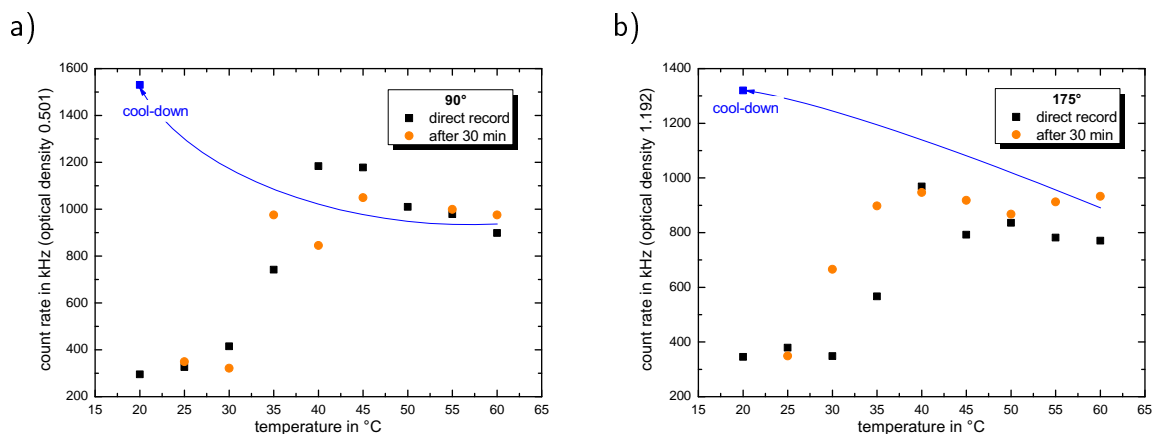 a)
1600
1400
1200
1000
800
600
400
200
15 20 25 30 35 40 45 50 55 60 65
temperature in °C
count rate in kHz (optical density 0.501)
cool-down
90°
direct record
after 30 min
b)
1400
1200
1000
800
600
400
200
15 20 25 30 35 40 45 50 55 60 65
temperature in °C
count rate in kHz (optical density 1.192)
cool-down
175°
direct record
after 30 min